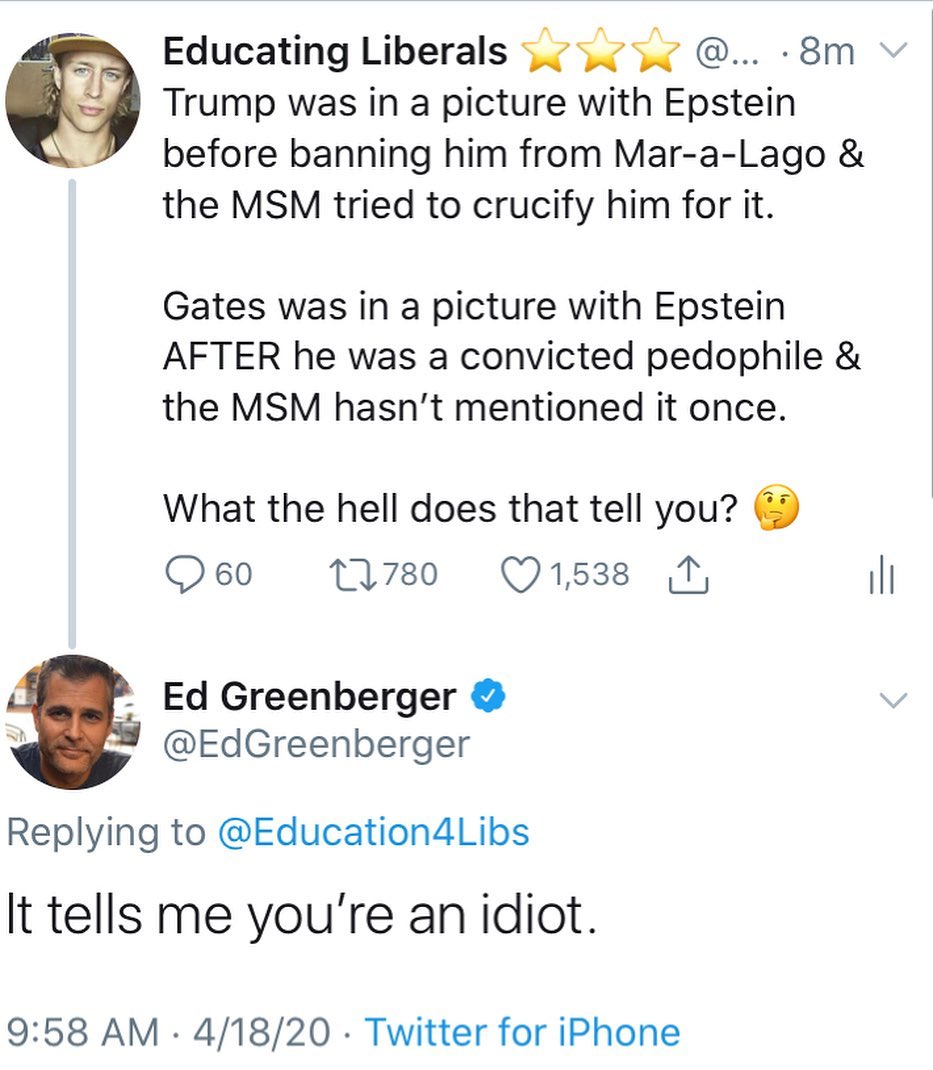 Educating Liberals ⭐⭐⭐ @... · 8m
Trump was in a picture with Epstein
before banning him from Mar-a-Lago &
the MSM tried to crucify him for it.
Gates was in a picture with Epstein
AFTER he was a convicted pedophile &
the MSM hasn't mentioned it once.
What the hell does that tell you? 🤔
60 780 1,538
Ed Greenberger
@EdGreenberger
Replying to @Education4Libs
It tells me you're an idiot.
9:58 AM · 4/18/20 · Twitter for iPhone